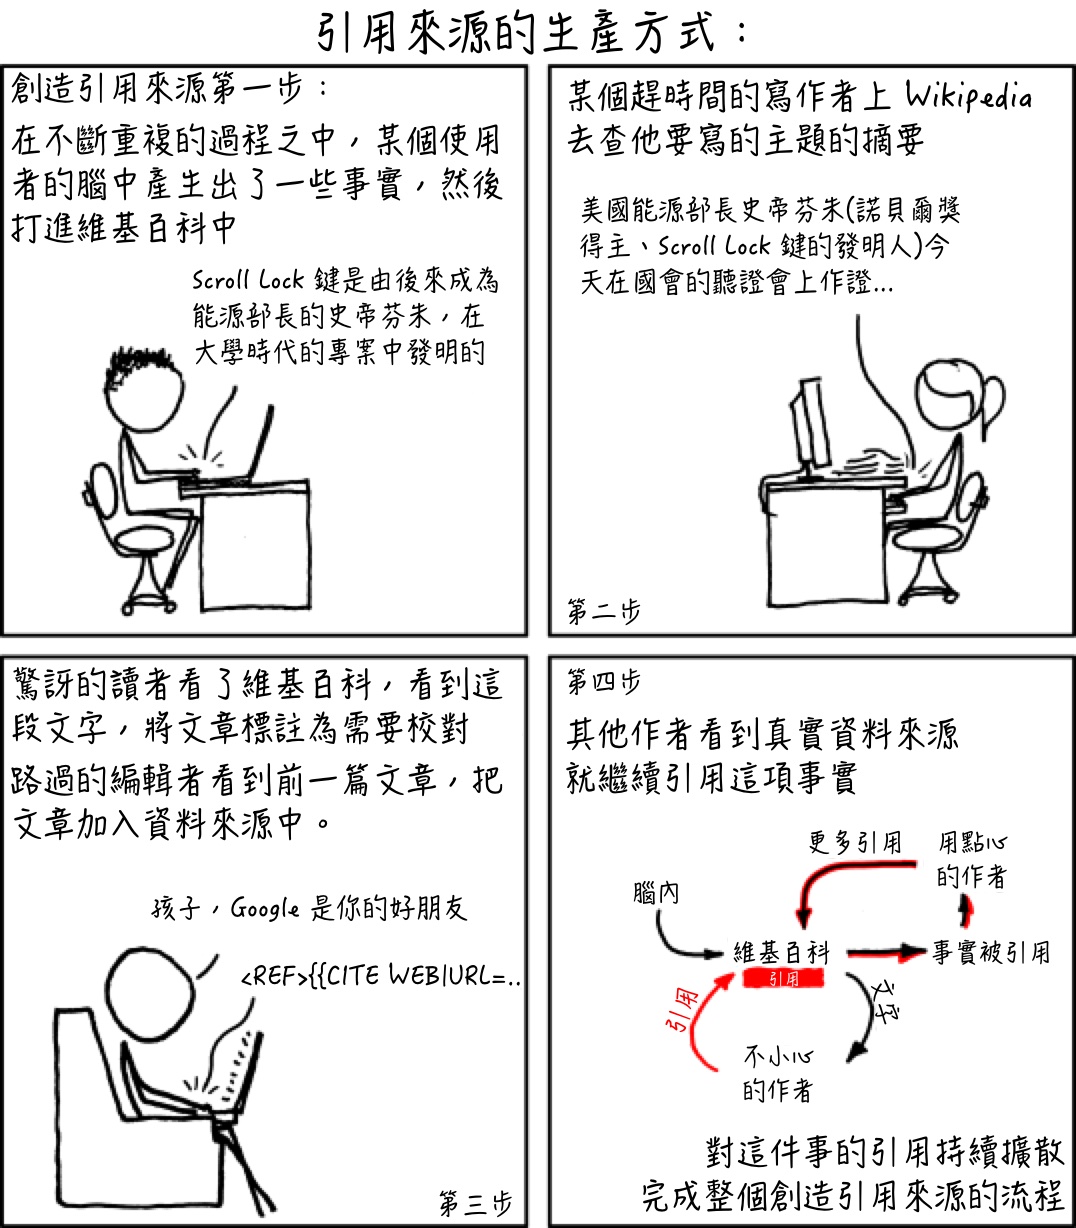 引用來源的生產方式：
創造引用來源第一步：
在不斷重複的過程之中，某個使用
者的腦中產生出了一些事實，然後
打進維基百科中
Scroll Lock 鍵是由後來成為
能源部長的史帝芬朱，在
大學時代的專案中發明的
某個趕時間的寫作者上 Wikipedia
去查他要寫的主題的摘要
美國能源部長史帝芬朱(諾貝爾獎
得主、Scroll Lock 鍵的發明人)今
天在國會的聽證會上作證...
第二步
驚訝的讀者看了維基百科，看到這
段文字，將文章標註為需要校對
路過的編輯者看到前一篇文章，把
文章加入資料來源中。
孩子，Google 是你的好朋友
<REF>{{CITE WEB|URL=..
第三步
第四步
其他作者看到真實資料來源
就繼續引用這項事實
更多引用
用點心
的作者
腦內
維基百科
引用
事實被引用
引用
文字
不小心
的作者
對這件事的引用持續擴散
完成整個創造引用來源的流程